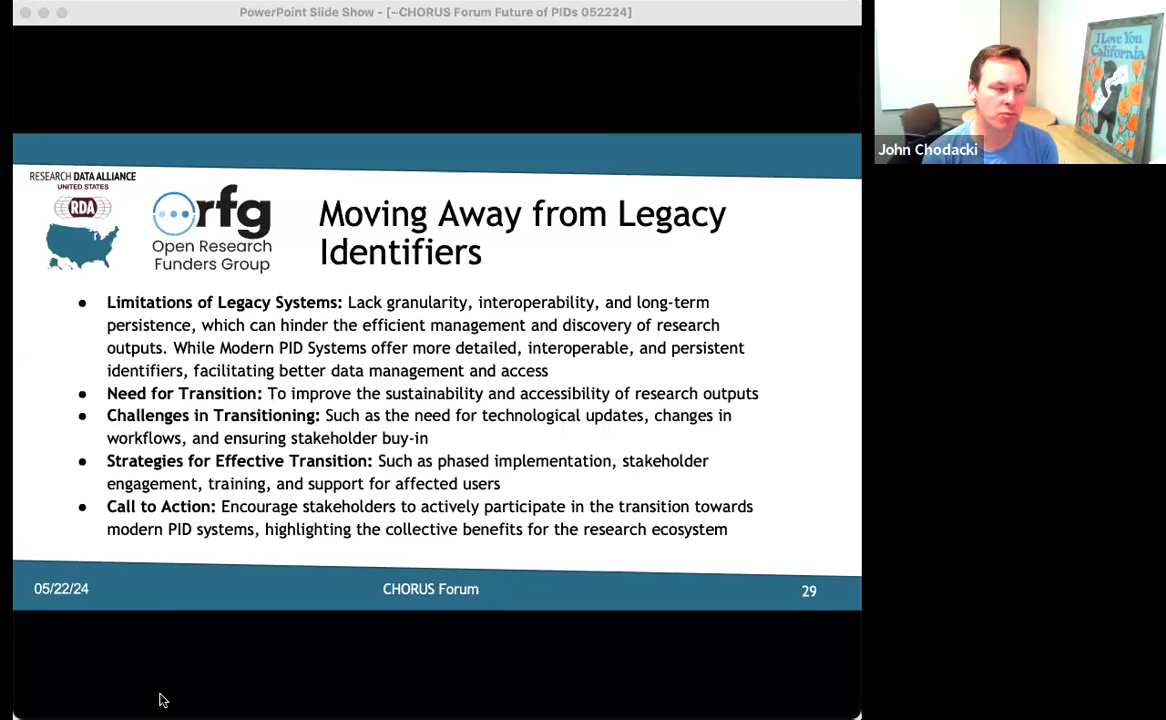 PowerPoint Slide Show - [~CHORUS Forum Future of PIDs 052224]
I Love You
California
John Chodacki
RESEARCH DATA ALLIANCE
UNITED STATES
RDA
rfg
Open Research
Funders Group
Moving Away from Legacy
Identifiers
● Limitations of Legacy Systems: Lack granularity, interoperability, and long-term
persistence, which can hinder the efficient management and discovery of research
outputs. While Modern PID Systems offer more detailed, interoperable, and persistent
identifiers, facilitating better data management and access
● Need for Transition: To improve the sustainability and accessibility of research outputs
● Challenges in Transitioning: Such as the need for technological updates, changes in
workflows, and ensuring stakeholder buy-in
● Strategies for Effective Transition: Such as phased implementation, stakeholder
engagement, training, and support for affected users
● Call to Action: Encourage stakeholders to actively participate in the transition towards
modern PID systems, highlighting the collective benefits for the research ecosystem
05/22/24
CHORUS Forum
29